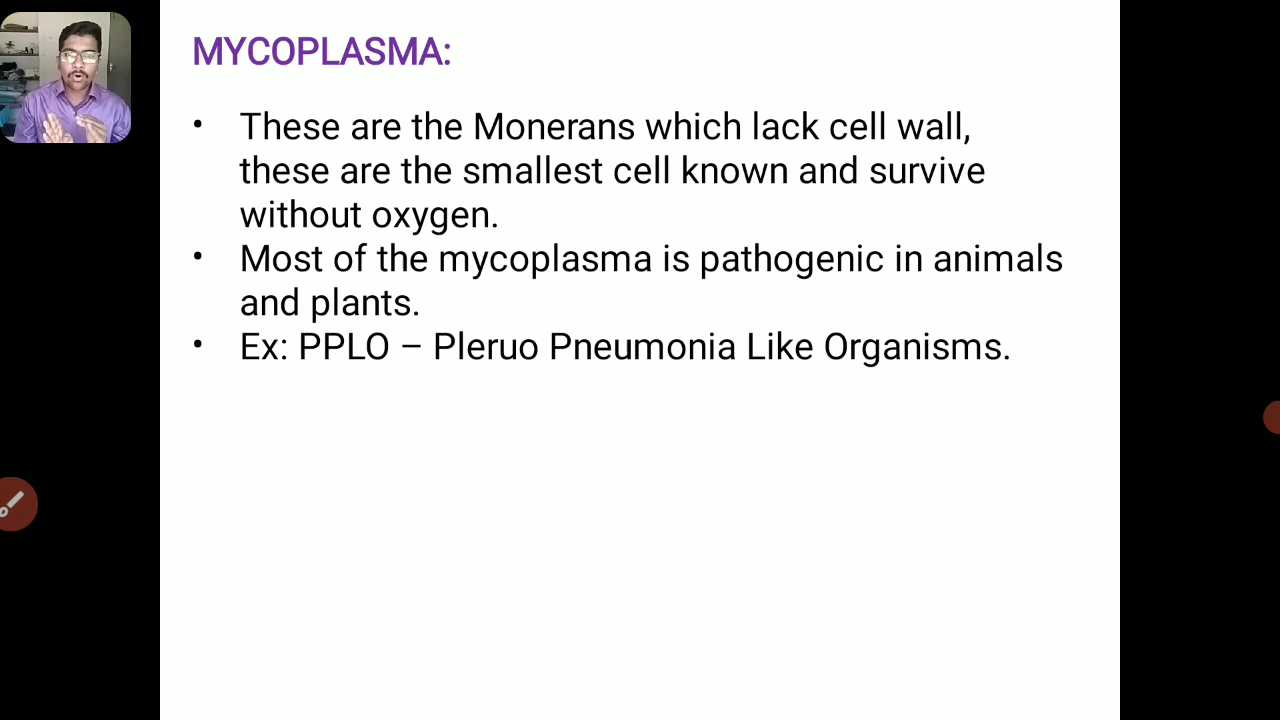 MYCOPLASMA:
• These are the Monerans which lack cell wall,
these are the smallest cell known and survive
without oxygen.
• Most of the mycoplasma is pathogenic in animals
and plants.
• Ex: PPLO – Pleruo Pneumonia Like Organisms.